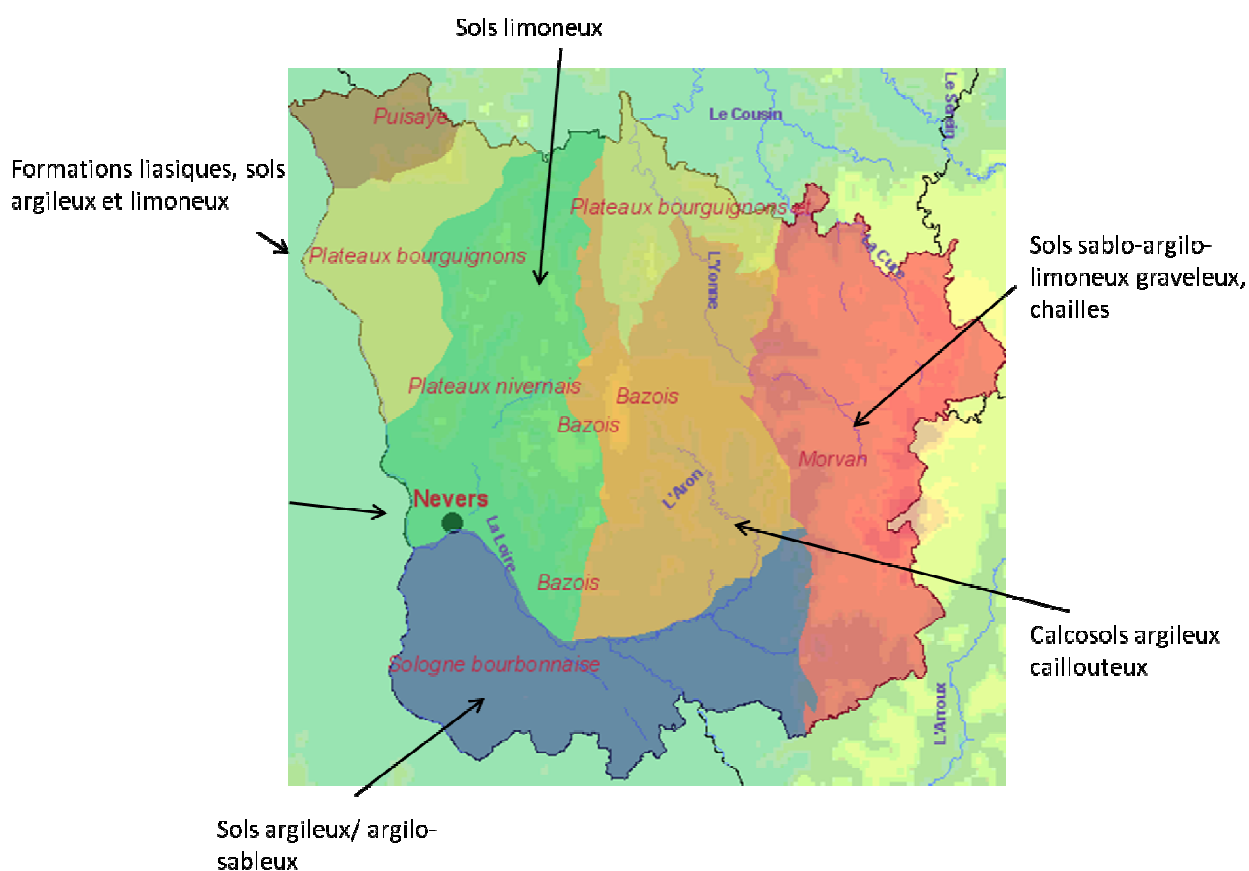 Sols limoneux
Le Cousin
Le Serein
Puisaye
Formations liasiques, sols
argileux et limoneux
Plateaux bourguignons et
Plateaux bourguignons
La Cure
L'Yonne
Sols sablo-argilo-
limoneux graveleux,
chailles
Plateaux nivernais
Bazois
Bazois
Morvan
L'Aron
Nevers
La Loire
Bazois
Calcosols argileux
caillouteux
Sologne bourbonnaise
L'Arroux
Sols argileux/ argilo-
sableux